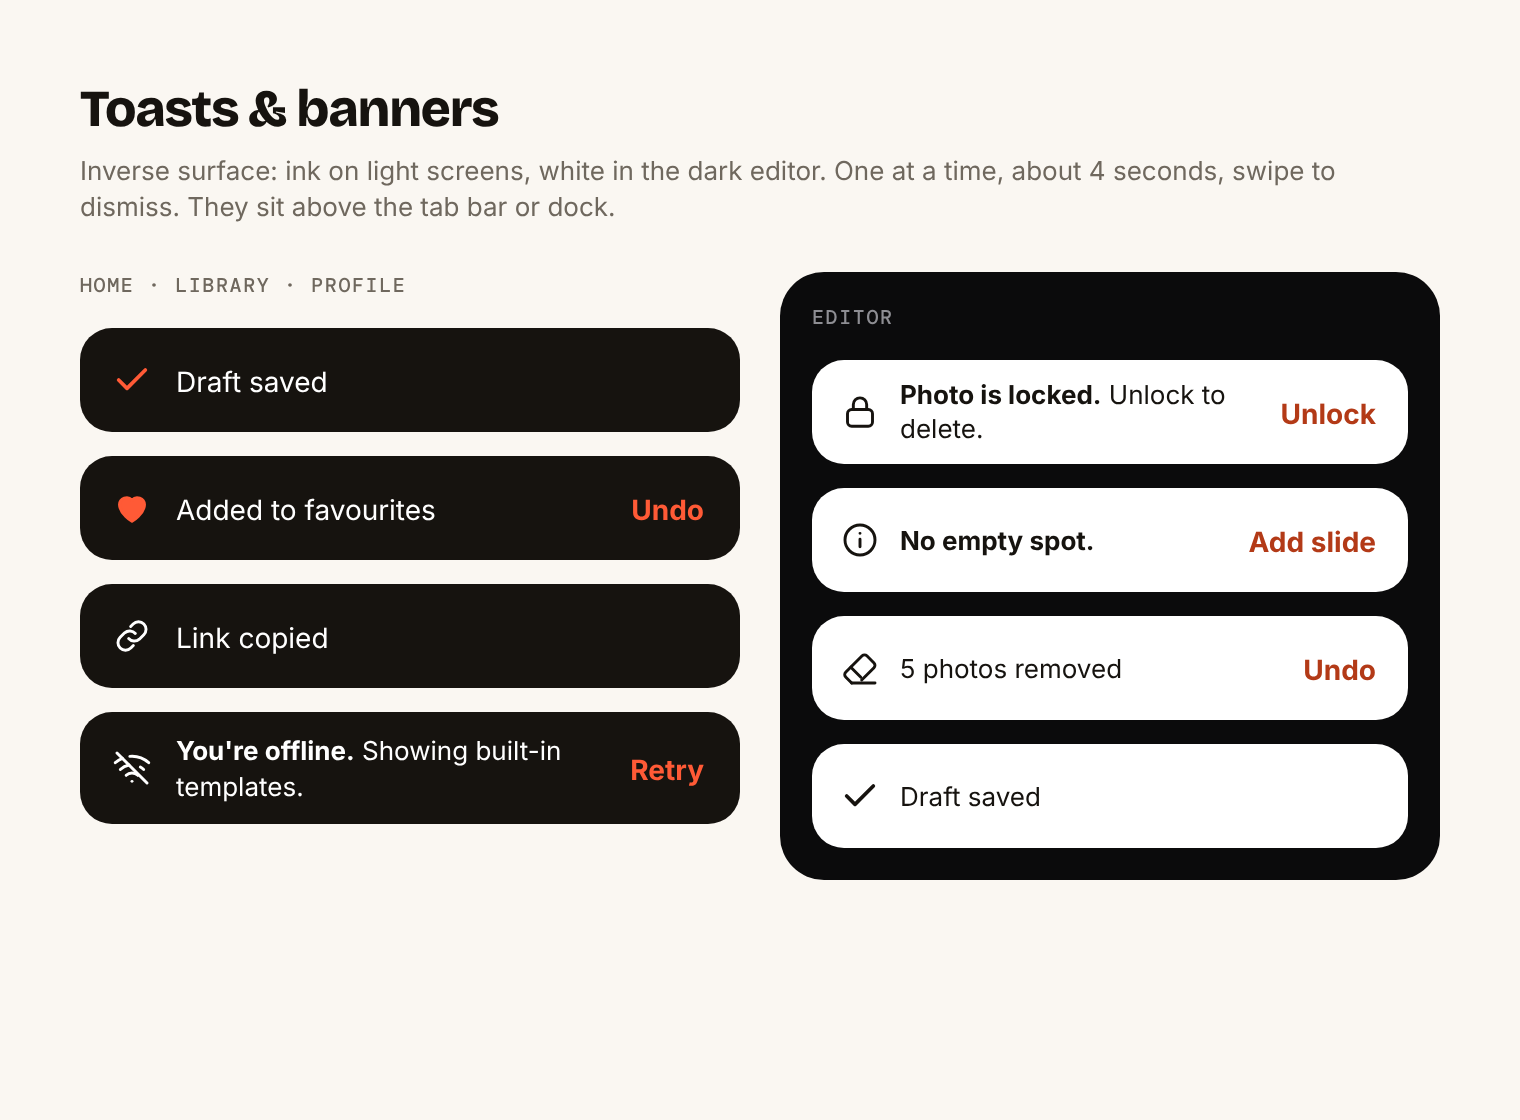 Toasts & banners
Inverse surface: ink on light screens, white in the dark editor. One at a time, about 4 seconds, swipe to
dismiss. They sit above the tab bar or dock.
HOME · LIBRARY · PROFILE
Draft saved
Added to favourites
Undo
Link copied
You're offline. Showing built-in
templates.
Retry
EDITOR
Photo is locked. Unlock to
delete.
Unlock
No empty spot.
Add slide
5 photos removed
Undo
Draft saved